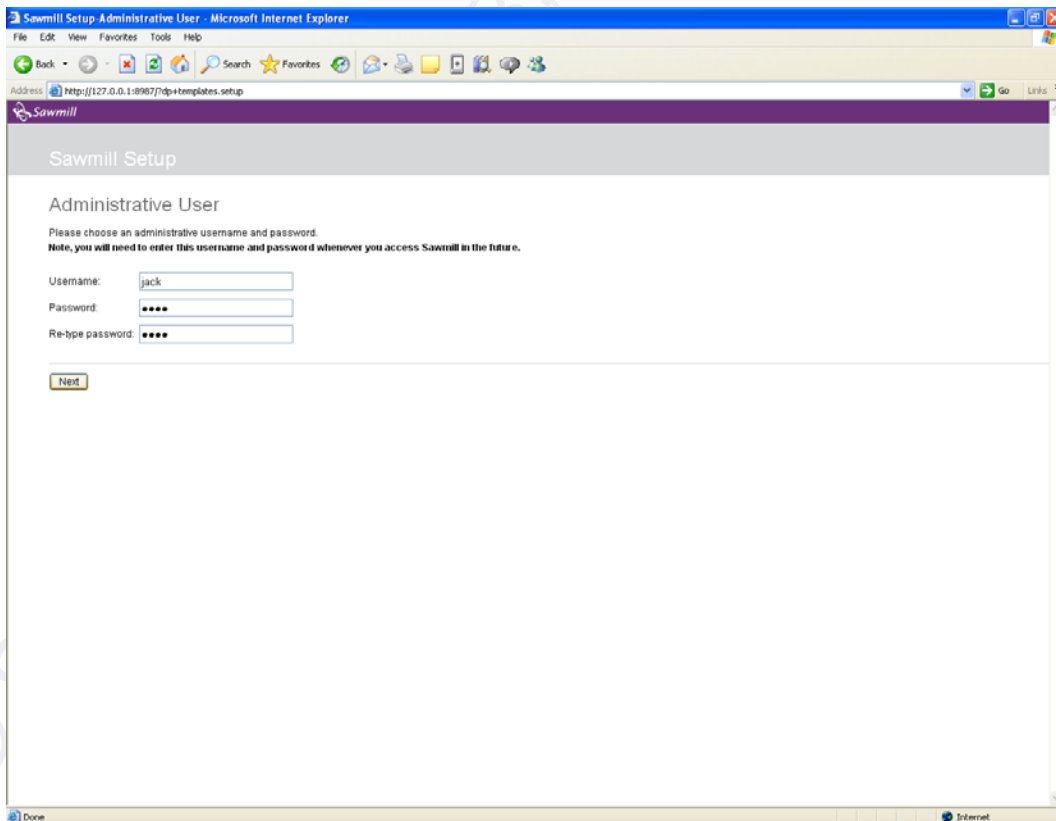 Sawmill Setup-Administrative User - Microsoft Internet Explorer
File Edit View Favorites Tools Help
Back Search Favorites
Address http://127.0.0.1:8987/?dp+templates.setup Go Links
Sawmill
Sawmill Setup
Administrative User
Please choose an administrative username and password.
Note, you will need to enter this username and password whenever you access Sawmill in the future.
Username: jack
Password: ••••
Re-type password: ••••
Next
Done Internet